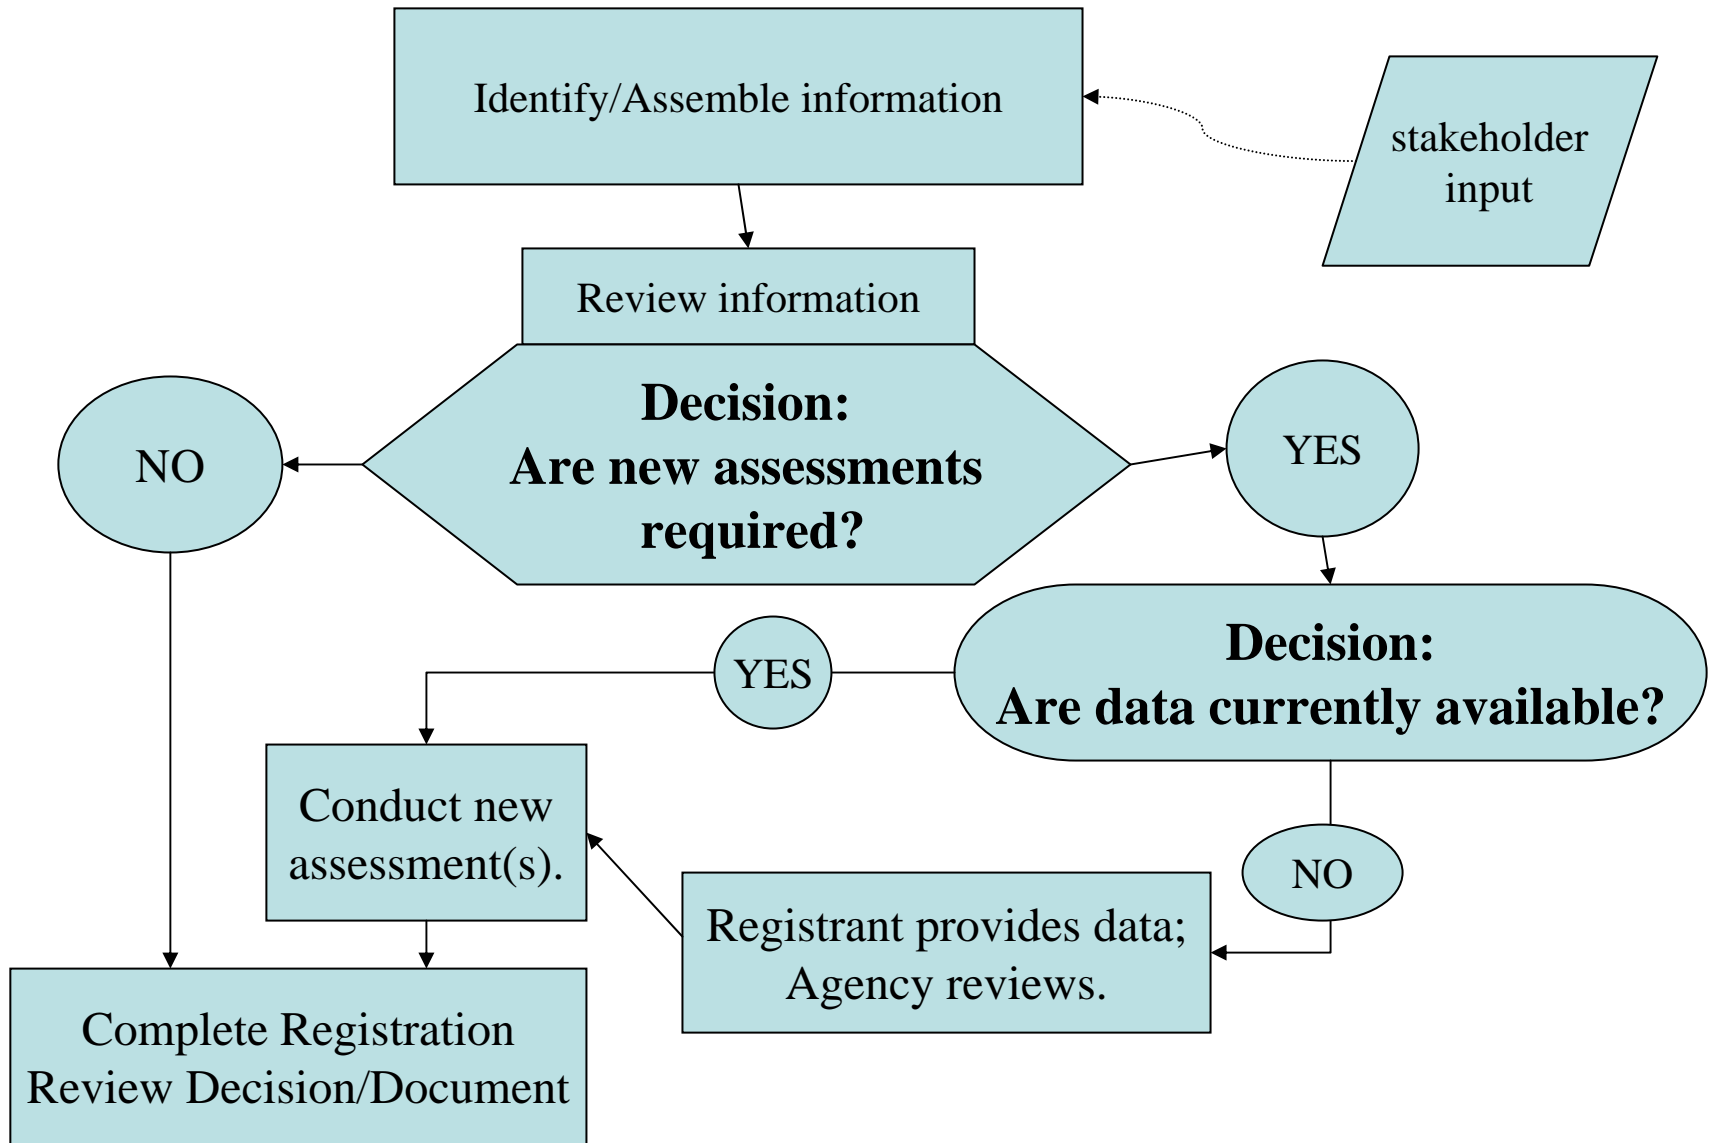 Identify/Assemble information
stakeholder
input
Review information
Decision:
Are new assessments
required?
NO
YES
Decision:
Are data currently available?
YES
Conduct new
assessment(s).
NO
Registrant provides data;
Agency reviews.
Complete Registration
Review Decision/Document